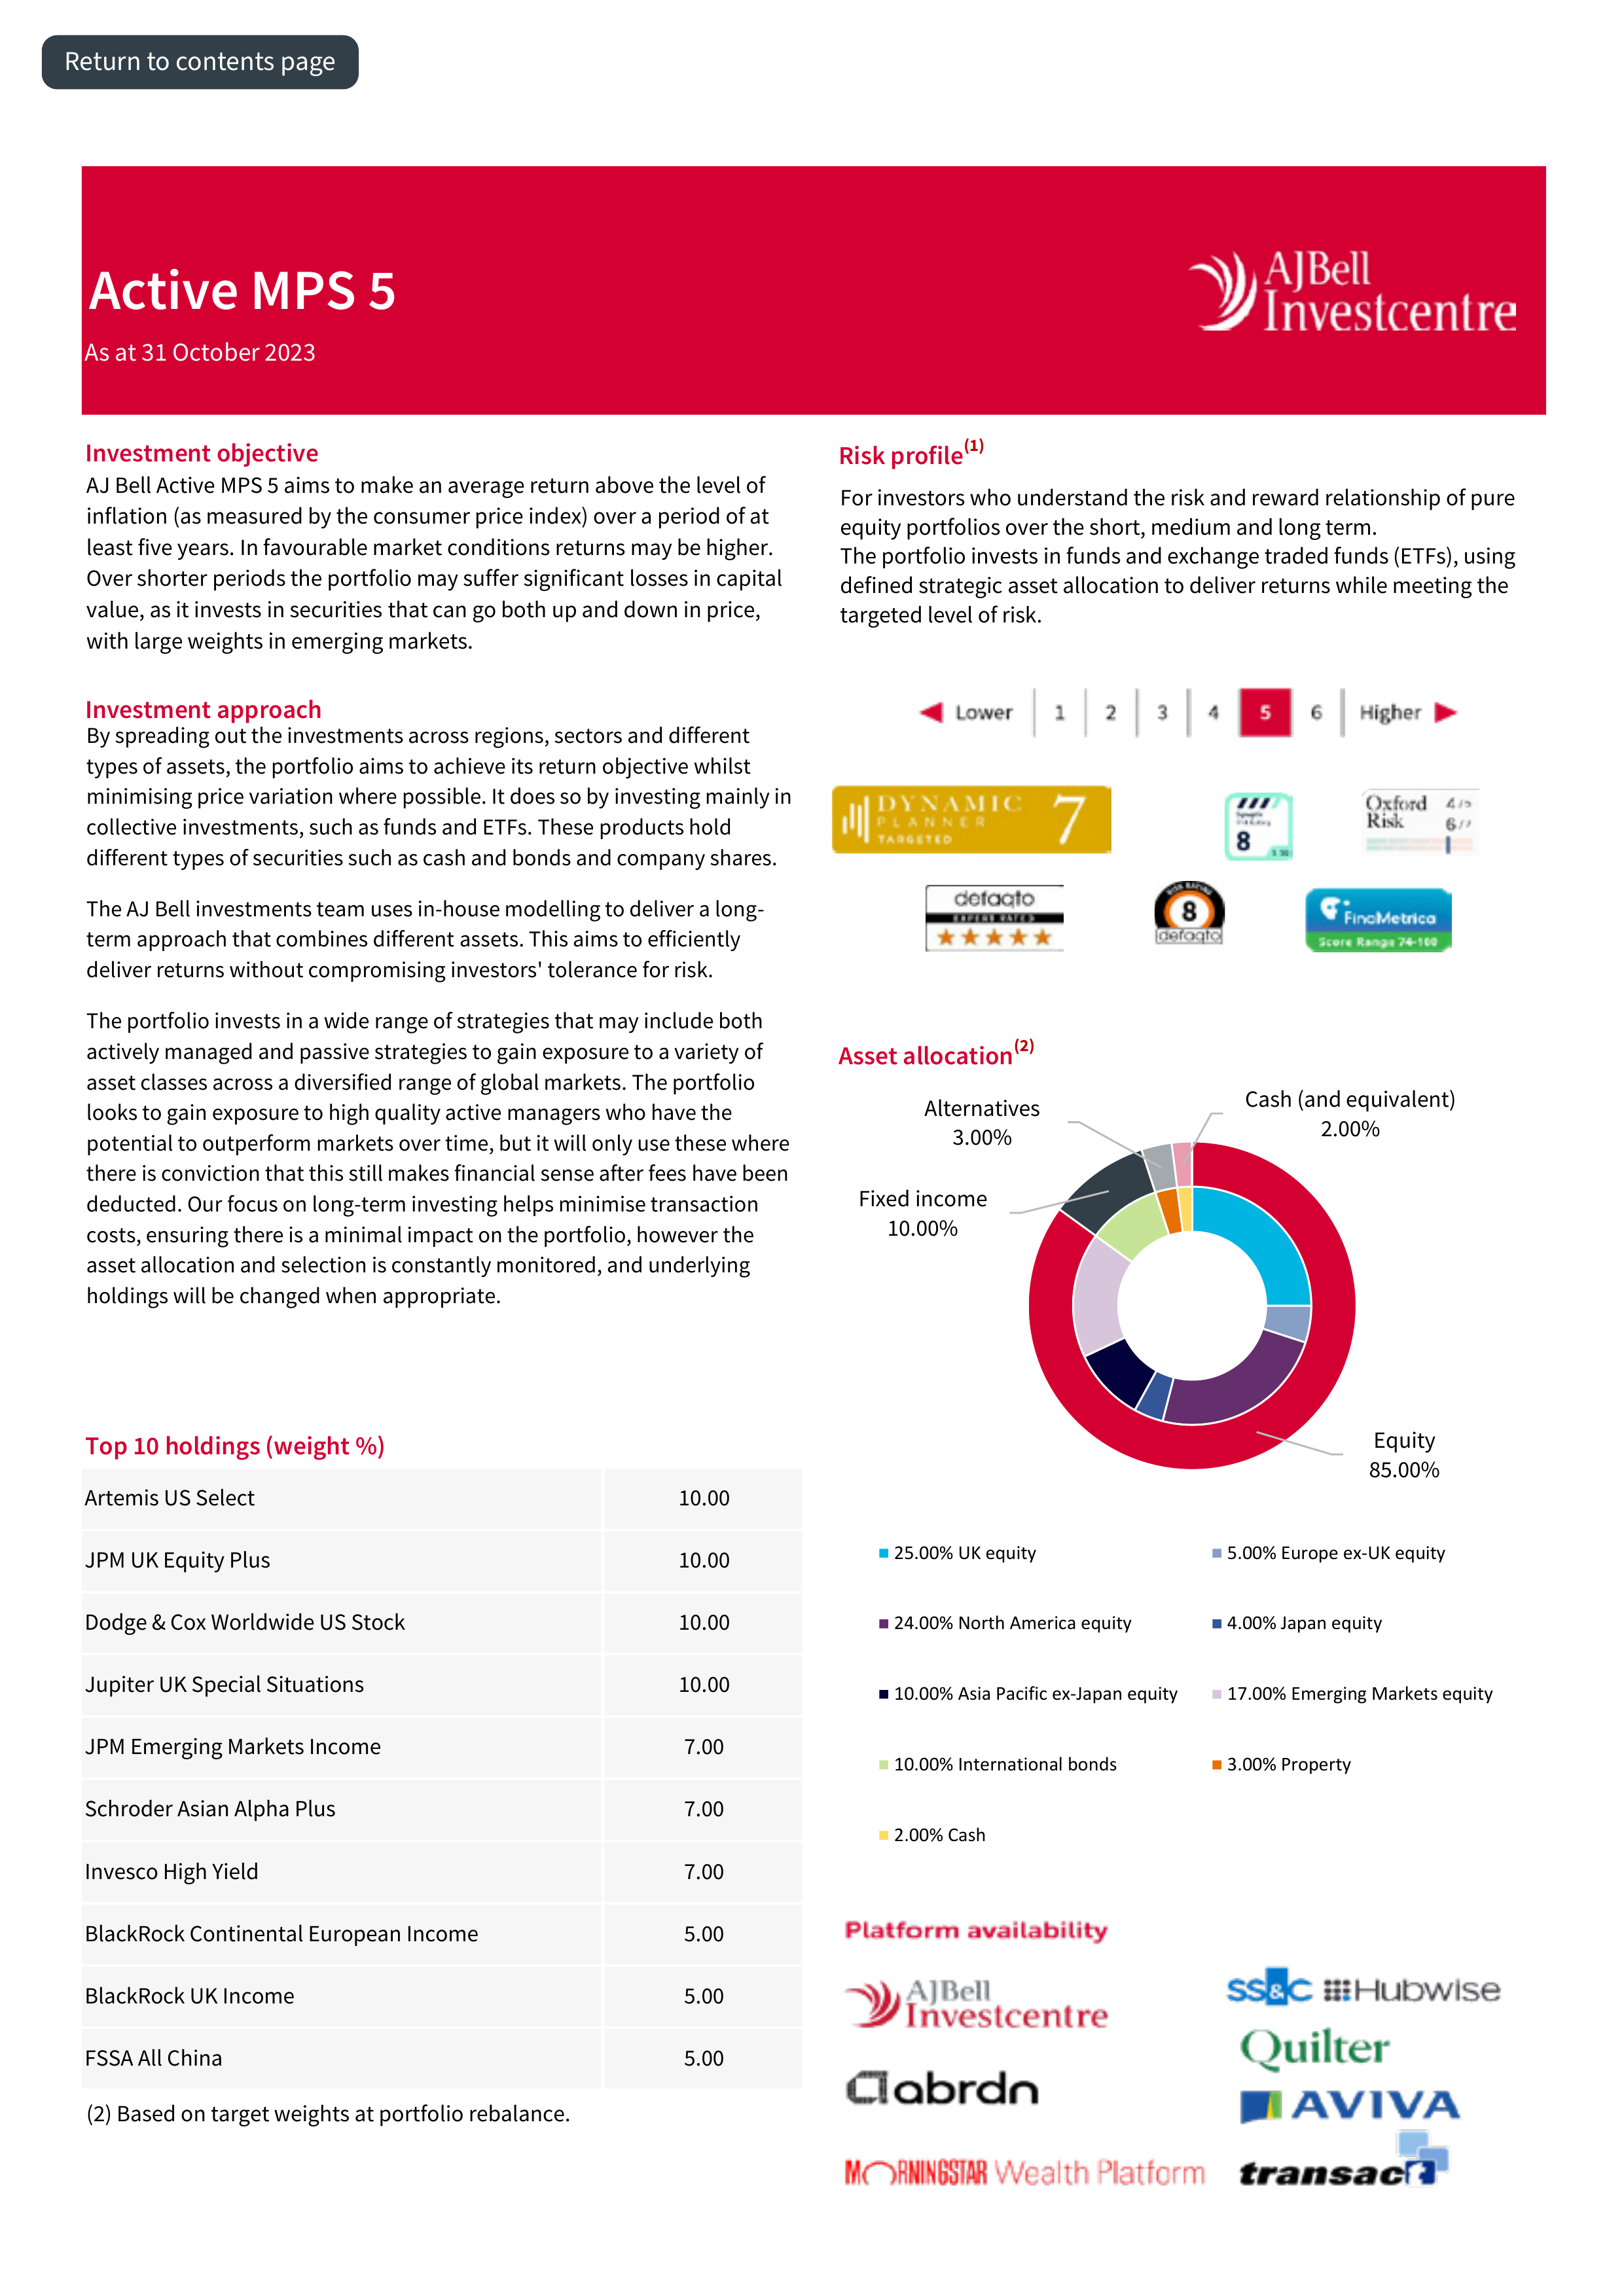 Return to contents page
Active MPS 5
As at 31 October 2023
AJBell
Investcentre
Investment objective
AJ Bell Active MPS 5 aims to make an average return above the level of
inflation (as measured by the consumer price index) over a period of at
least five years. In favourable market conditions returns may be higher.
Over shorter periods the portfolio may suffer significant losses in capital
value, as it invests in securities that can go both up and down in price,
with large weights in emerging markets.
Investment approach
By spreading out the investments across regions, sectors and different
types of assets, the portfolio aims to achieve its return objective whilst
minimising price variation where possible. It does so by investing mainly in
collective investments, such as funds and ETFs. These products hold
different types of securities such as cash and bonds and company shares.
The AJ Bell investments team uses in-house modelling to deliver a long-
term approach that combines different assets. This aims to efficiently
deliver returns without compromising investors' tolerance for risk.
The portfolio invests in a wide range of strategies that may include both
actively managed and passive strategies to gain exposure to a variety of
asset classes across a diversified range of global markets. The portfolio
looks to gain exposure to high quality active managers who have the
potential to outperform markets over time, but it will only use these where
there is conviction that this still makes financial sense after fees have been
deducted. Our focus on long-term investing helps minimise transaction
costs, ensuring there is a minimal impact on the portfolio, however the
asset allocation and selection is constantly monitored, and underlying
holdings will be changed when appropriate.
Top 10 holdings (weight %)
Artemis US Select 10.00
JPM UK Equity Plus 10.00
Dodge & Cox Worldwide US Stock 10.00
Jupiter UK Special Situations 10.00
JPM Emerging Markets Income 7.00
Schroder Asian Alpha Plus 7.00
Invesco High Yield 7.00
BlackRock Continental European Income 5.00
BlackRock UK Income 5.00
FSSA All China 5.00
(2) Based on target weights at portfolio rebalance.
Risk profile(1)
For investors who understand the risk and reward relationship of pure
equity portfolios over the short, medium and long term.
The portfolio invests in funds and exchange traded funds (ETFs), using
defined strategic asset allocation to deliver returns while meeting the
targeted level of risk.
Lower 1 2 3 4 5 6 Higher
DYNAMIC
PLANNER
TARGETED
7
8
Oxford
Risk
4/5
6/7
defaqto
EXPERT RATED
RISK RATING
8
defaqto
FinaMetrica
Score Range 74-100
Asset allocation(2)
Alternatives
3.00%
Cash (and equivalent)
2.00%
Fixed income
10.00%
Equity
85.00%
25.00% UK equity
5.00% Europe ex-UK equity
24.00% North America equity
4.00% Japan equity
10.00% Asia Pacific ex-Japan equity
17.00% Emerging Markets equity
10.00% International bonds
3.00% Property
2.00% Cash
Platform availability
AJBell
Investcentre
SS&C Hubwise
Quilter
abrdn
AVIVA
MORNINGSTAR Wealth Platform
transact